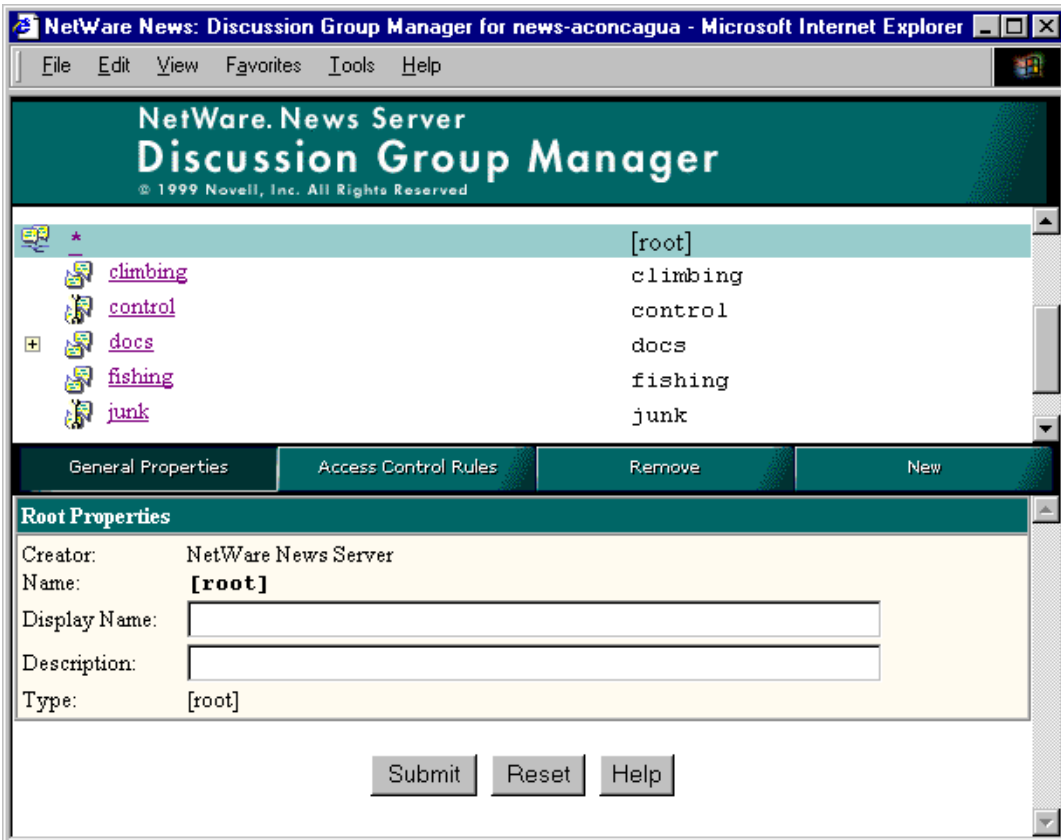 NetWare News: Discussion Group Manager for news-aconcagua - Microsoft Internet Explorer
File Edit View Favorites Tools Help
NetWare. News Server
Discussion Group Manager
© 1999 Novell, Inc. All Rights Reserved
* [root]
climbing climbing
control control
docs docs
fishing fishing
junk junk
General Properties Access Control Rules Remove New
Root Properties
Creator: NetWare News Server
Name: [root]
Display Name:
Description:
Type: [root]
Submit Reset Help